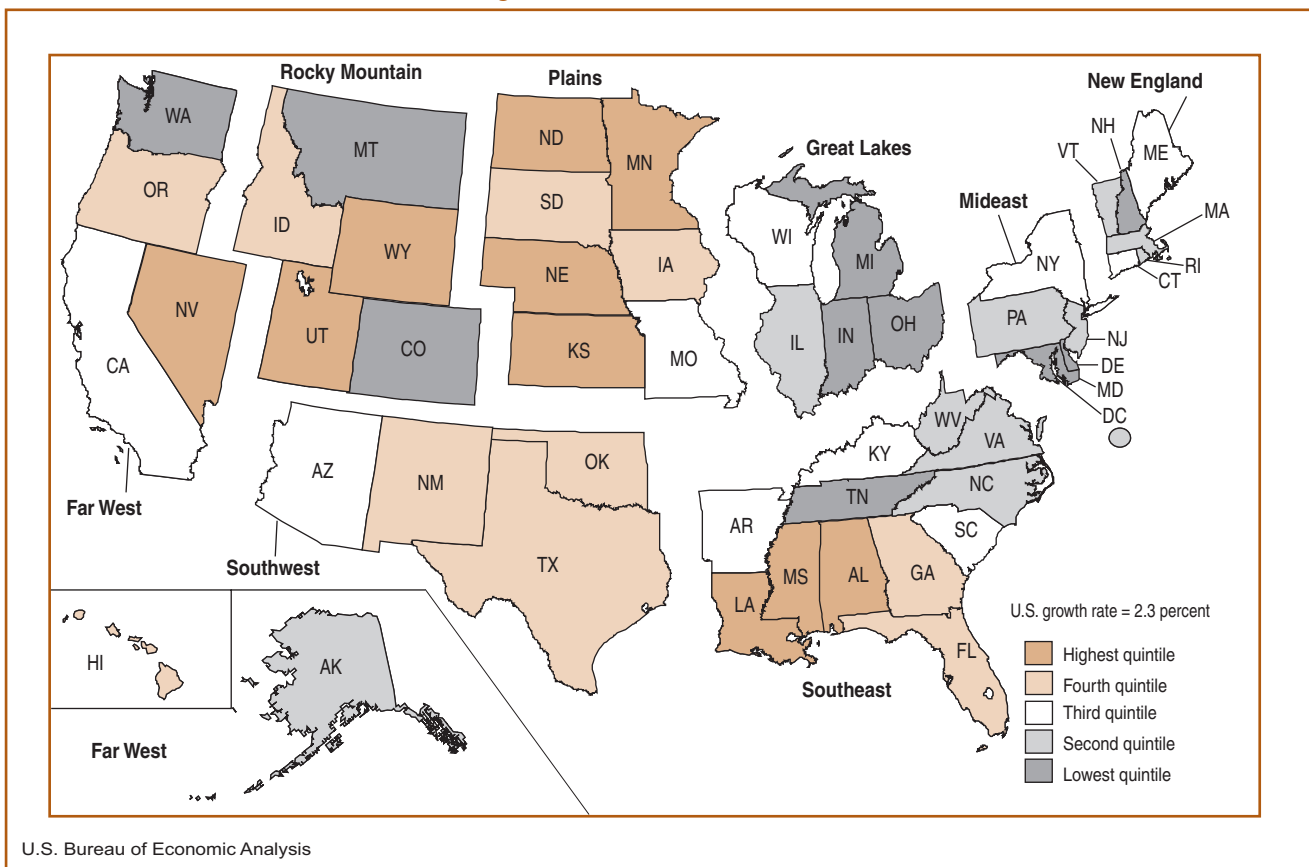 Rocky Mountain
Plains
New England
Great Lakes
Mideast
WA
MT
ND
MN
NH
VT
ME
OR
ID
SD
WI
MA
WY
IA
MI
NY
RI
CT
NV
NE
PA
UT
CO
IL
IN
OH
NJ
CA
KS
MO
DE
MD
DC
WV
VA
KY
AZ
NM
OK
NC
TN
Far West
AR
SC
Southwest
TX
MS
AL
GA
LA
U.S. growth rate = 2.3 percent
HI
AK
FL
Highest quintile
Southeast
Fourth quintile
Third quintile
Far West
Second quintile
Lowest quintile
U.S. Bureau of Economic Analysis